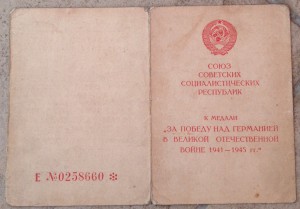 Е №0258660 ✻
СОЮЗ
СОВЕТСКИХ
СОЦИАЛИСТИЧЕСКИХ
РЕСПУБЛИК
К МЕДАЛИ
„ЗА ПОБЕДУ НАД ГЕРМАНИЕЙ
В ВЕЛИКОЙ ОТЕЧЕСТВЕННОЙ
ВОЙНЕ 1941—1945 гг."